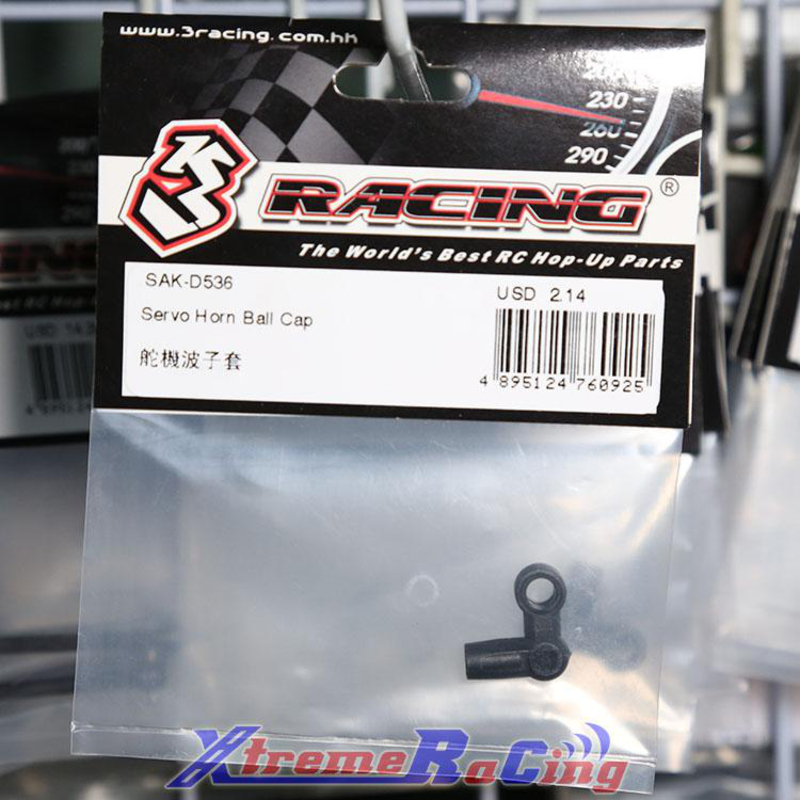 www.3racing.com.hk
200
230
260
290
3 RACING ®
The World's Best RC Hop-Up Parts
SAK-D536
USD 2.14
Servo Horn Ball Cap
舵機波子套
4 895124 760925
XtremeRaCing